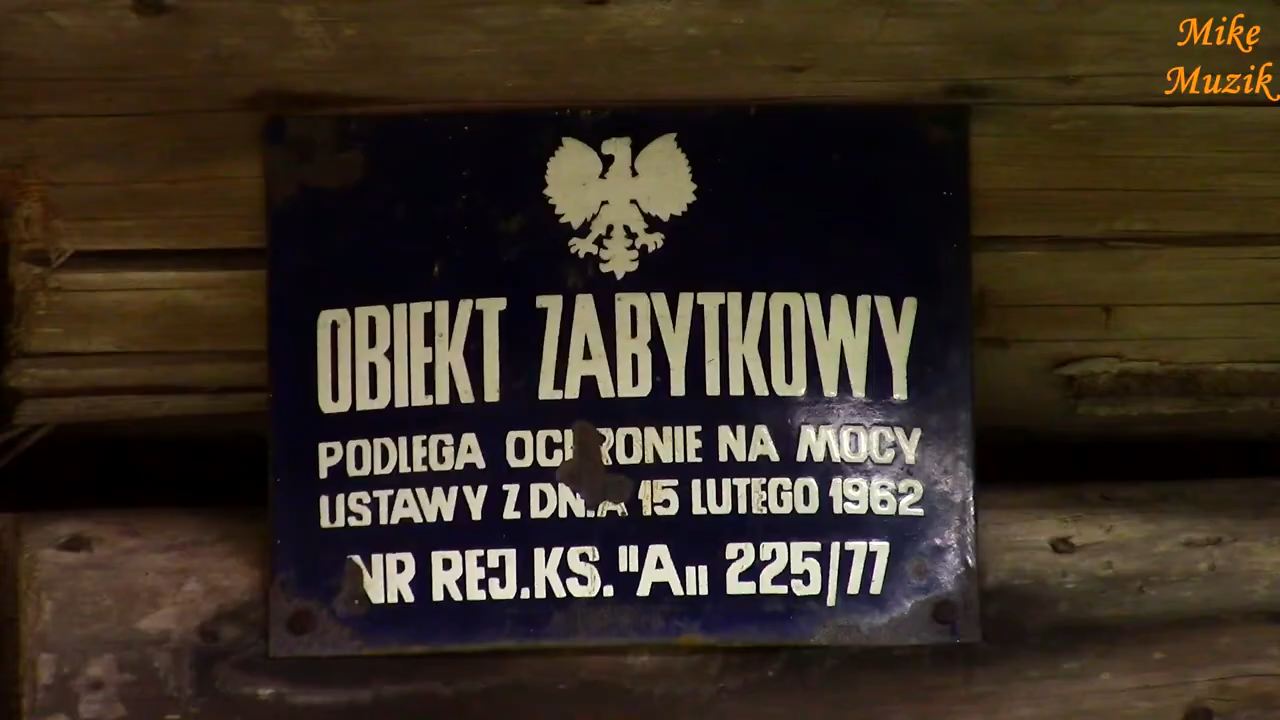 Mike
Muzik
OBIEKT ZABYTKOWY
PODLEGA OCHRONIE NA MOCY
USTAWY Z DNIA 15 LUTEGO 1962
NR REJ.KS. "A" 225/77